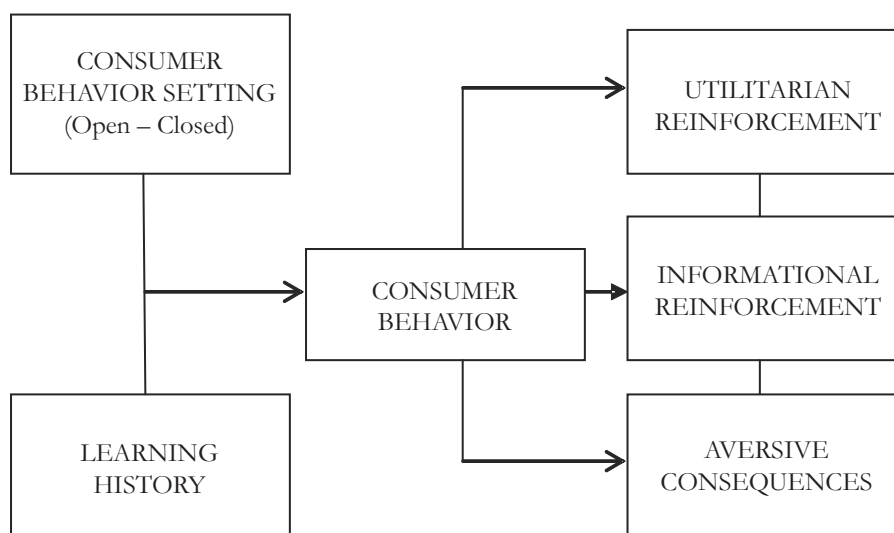 CONSUMER
BEHAVIOR SETTING
(Open – Closed)
UTILITARIAN
REINFORCEMENT
CONSUMER
BEHAVIOR
INFORMATIONAL
REINFORCEMENT
LEARNING
HISTORY
AVERSIVE
CONSEQUENCES